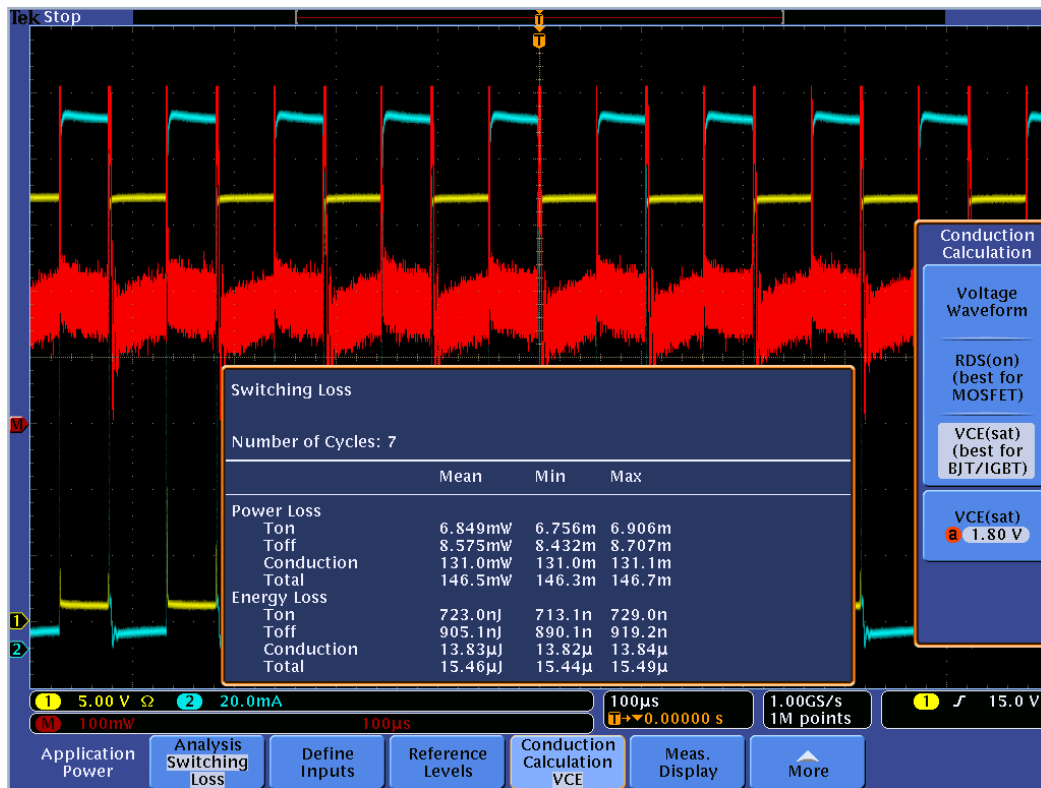 Tek Stop
T
T
Conduction
Calculation
Voltage
Waveform
RDS(on)
(best for
MOSFET)
VCE(sat)
(best for
BJT/IGBT)
VCE(sat)
a 1.80 V
M
1
2
Switching Loss
Number of Cycles: 7
Mean Min Max
Power Loss
Ton 6.849mW 6.756m 6.906m
Toff 8.575mW 8.432m 8.707m
Conduction 131.0mW 131.0m 131.1m
Total 146.5mW 146.3m 146.7m
Energy Loss
Ton 723.0nJ 713.1n 729.0n
Toff 905.1nJ 890.1n 919.2n
Conduction 13.83µJ 13.82µ 13.84µ
Total 15.46µJ 15.44µ 15.49µ
1 5.00 V Ω 2 20.0mA 100µs 1.00GS/s 1 15.0 V
T→▼0.00000 s 1M points
M 100mW 100µs
Application
Power
Analysis
Switching
Loss
Define
Inputs
Reference
Levels
Conduction
Calculation
VCE
Meas.
Display
More